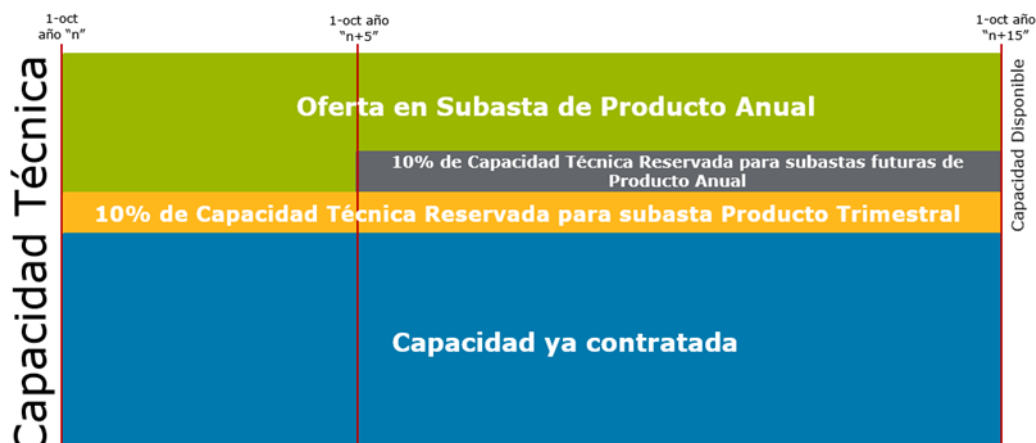 1-oct
año “n”
1-oct año
“n+5”
1-oct año
“n+15”
Capacidad Técnica
Oferta en Subasta de Producto Anual
10% de Capacidad Técnica Reservada para subastas futuras de
Producto Anual
10% de Capacidad Técnica Reservada para subasta Producto Trimestral
Capacidad ya contratada
Capacidad Disponible